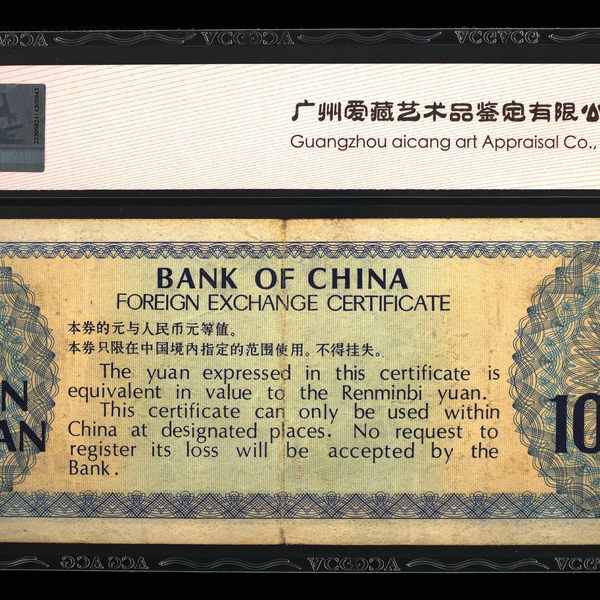 VCGVCG
广州爱藏艺术品鉴定有限公
Guangzhou aicang art Appraisal Co.,
BANK OF CHINA
FOREIGN EXCHANGE CERTIFICATE
本券的元与人民币元等值。
本券只限在中国境内指定的范围使用。不得挂失。
The yuan expressed in this certificate is
equivalent in value to the Renminbi yuan.
This certificate can only be used within
China at designated places. No request to
register its loss will be accepted by the
Bank.
N
AN
10